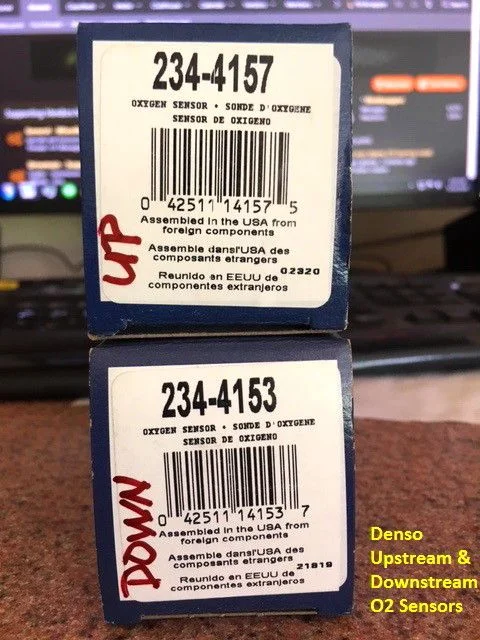 234-4157
OXYGEN SENSOR • SONDE D'OXYGENE
SENSOR DE OXIGENO
0 42511 14157 5
Assembled in the USA from
foreign components
Assemble dansl'USA des
composants etrangers
02320
Reunido en EEUU de
componentes extranjeros
UP
234-4153
OXYGEN SENSOR • SONDE D'OXYGENE
SENSOR DE OXIGENO
0 42511 14153 7
Assembled in the USA from
foreign components
Assemble dansl'USA des
composants etrangers
21819
Reunido en EEUU de
componentes extranjeros
DOWN
Denso
Upstream &
Downstream
O2 Sensors